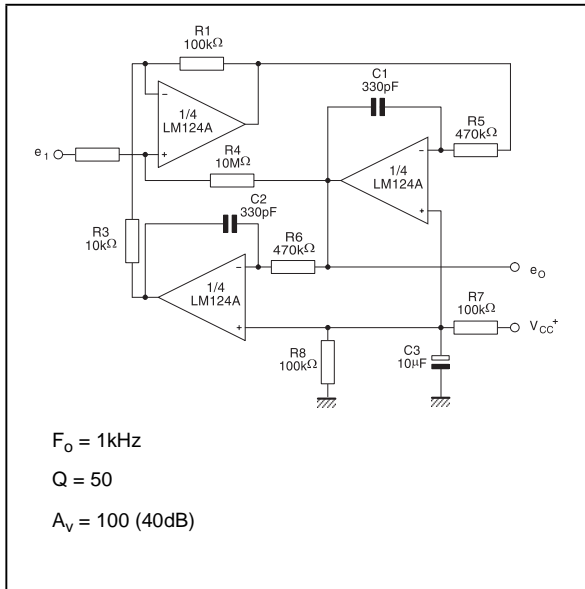 R1
100kΩ
C1
330pF
−
1/4
LM124A
+
R5
470kΩ
e1
R4
10MΩ
−
1/4
LM124A
+
C2
330pF
R3
10kΩ
R6
470kΩ
−
1/4
LM124A
+
eO
R7
100kΩ
VCC+
R8
100kΩ
C3
10µF
Fo = 1kHz
Q = 50
Av = 100 (40dB)